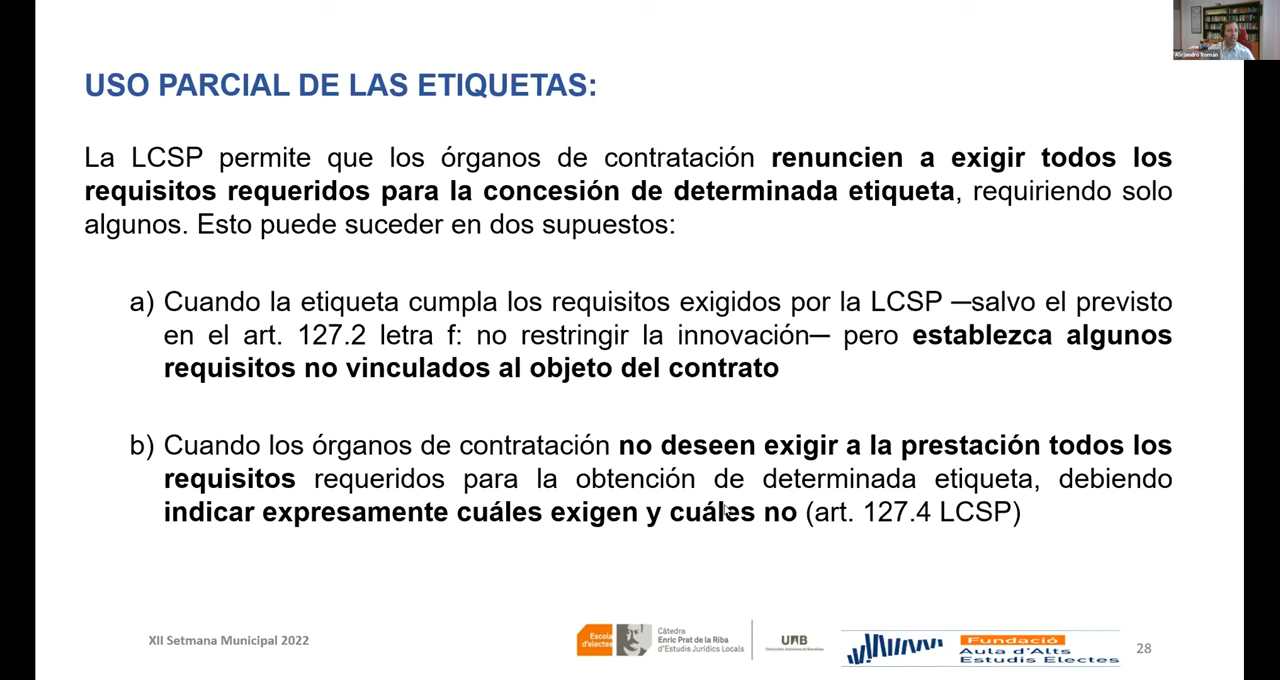 Alejandro Román
USO PARCIAL DE LAS ETIQUETAS:
La LCSP permite que los órganos de contratación renuncien a exigir todos los
requisitos requeridos para la concesión de determinada etiqueta, requiriendo solo
algunos. Esto puede suceder en dos supuestos:
a) Cuando la etiqueta cumpla los requisitos exigidos por la LCSP —salvo el previsto
en el art. 127.2 letra f: no restringir la innovación— pero establezca algunos
requisitos no vinculados al objeto del contrato
b) Cuando los órganos de contratación no deseen exigir a la prestación todos los
requisitos requeridos para la obtención de determinada etiqueta, debiendo
indicar expresamente cuáles exigen y cuáles no (art. 127.4 LCSP)
XII Setmana Municipal 2022
Escola
d'electes
Càtedra
Enric Prat de la Riba
d'Estudis Jurídics Locals
UAB
Universitat Autònoma de Barcelona
Fundació
Aula d'Alts
Estudis Electes
28